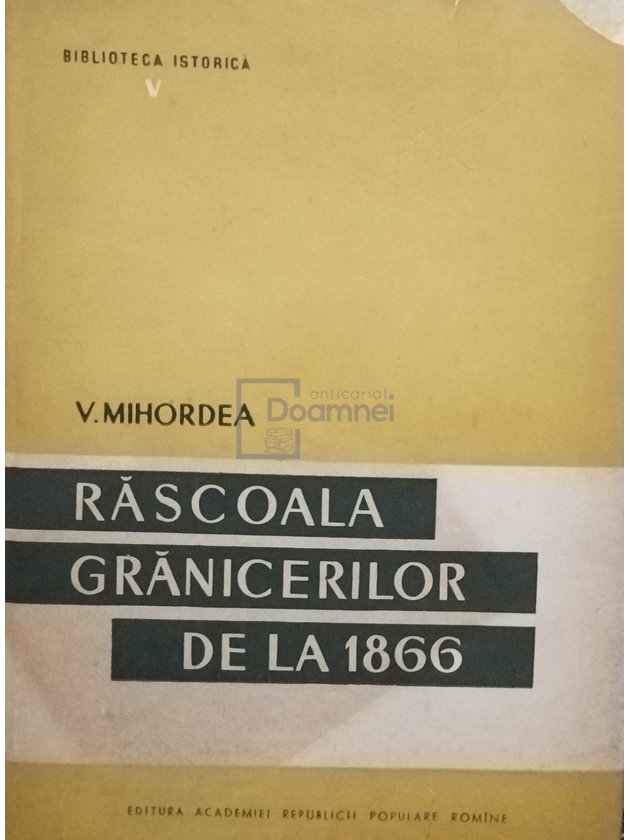 BIBLIOTECA ISTORICĂ
V
anticariat
Doamnei
V. MIHORDEA
RĂSCOALA
GRĂNICERILOR
DE LA 1866
EDITURA ACADEMIEI REPUBLICII POPULARE ROMÎNE